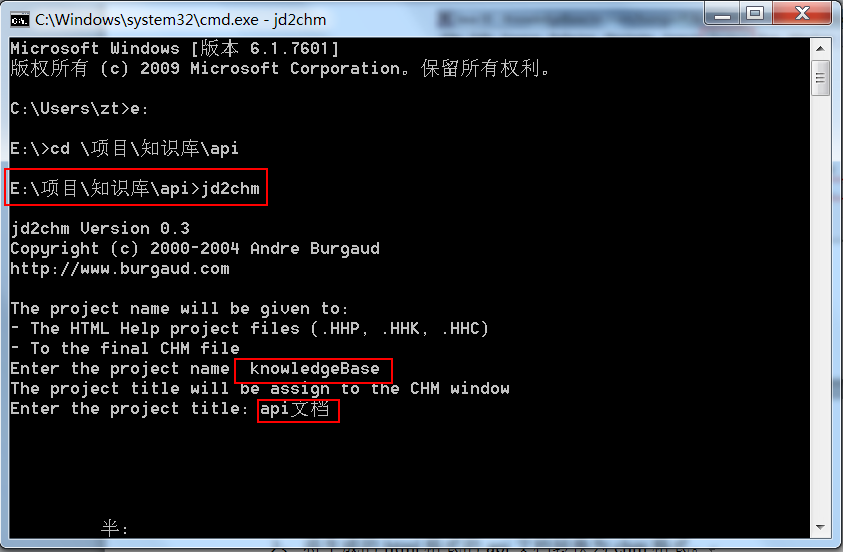 C:\Windows\system32\cmd.exe - jd2chm
Microsoft Windows [版本 6.1.7601]
版权所有 (c) 2009 Microsoft Corporation。保留所有权利。
C:\Users\zt>e:
E:\>cd \项目\知识库\api
E:\项目\知识库\api>jd2chm
jd2chm Version 0.3
Copyright (c) 2000-2004 Andre Burgaud
http://www.burgaud.com
The project name will be given to:
- The HTML Help project files (.HHP, .HHK, .HHC)
- To the final CHM file
Enter the project name knowledgeBase
The project title will be assign to the CHM window
Enter the project title: api文档
半: